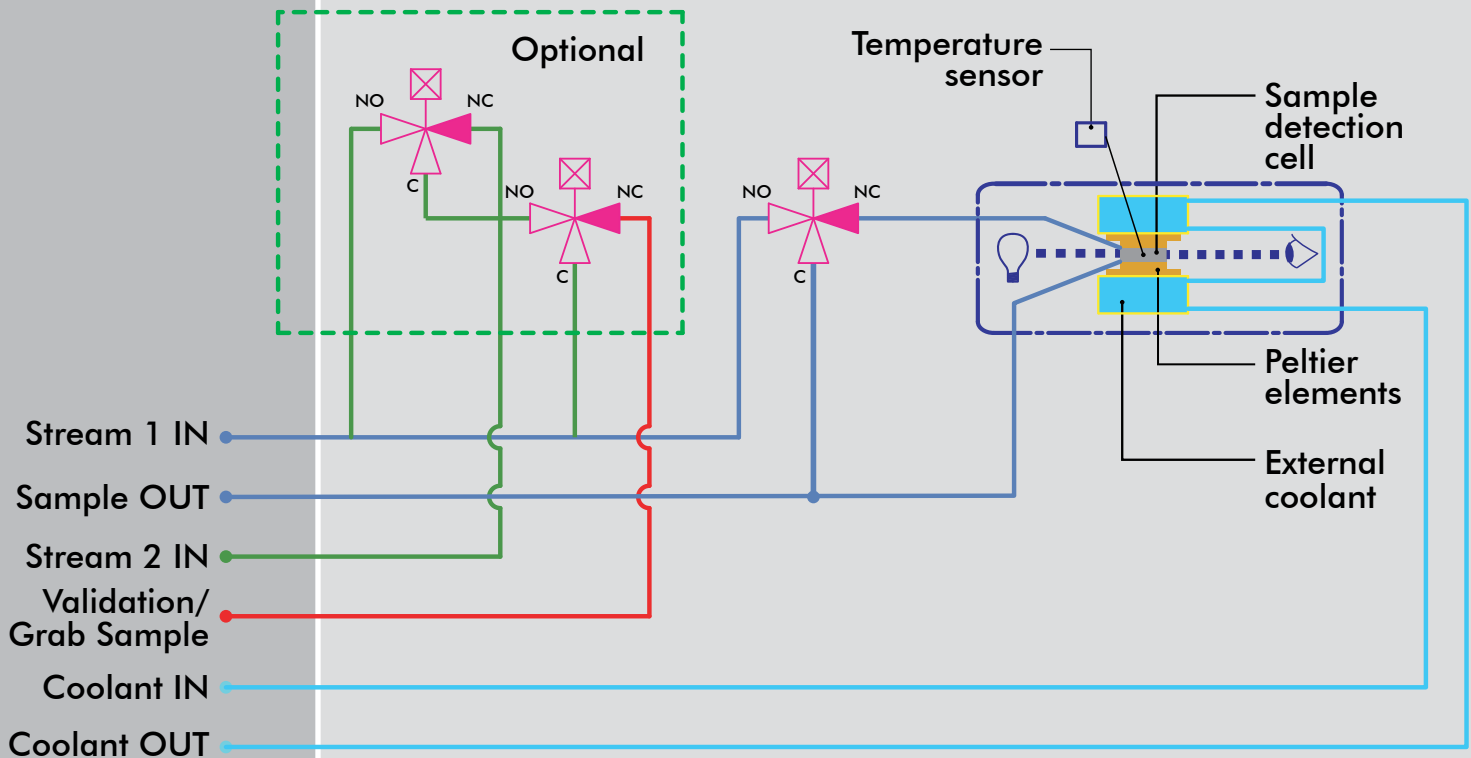 Optional
NO
NC
C
NO
NC
C
Temperature
sensor
NO
NC
C
Sample
detection
cell
Peltier
elements
External
coolant
Stream 1 IN
Sample OUT
Stream 2 IN
Validation/
Grab Sample
Coolant IN
Coolant OUT